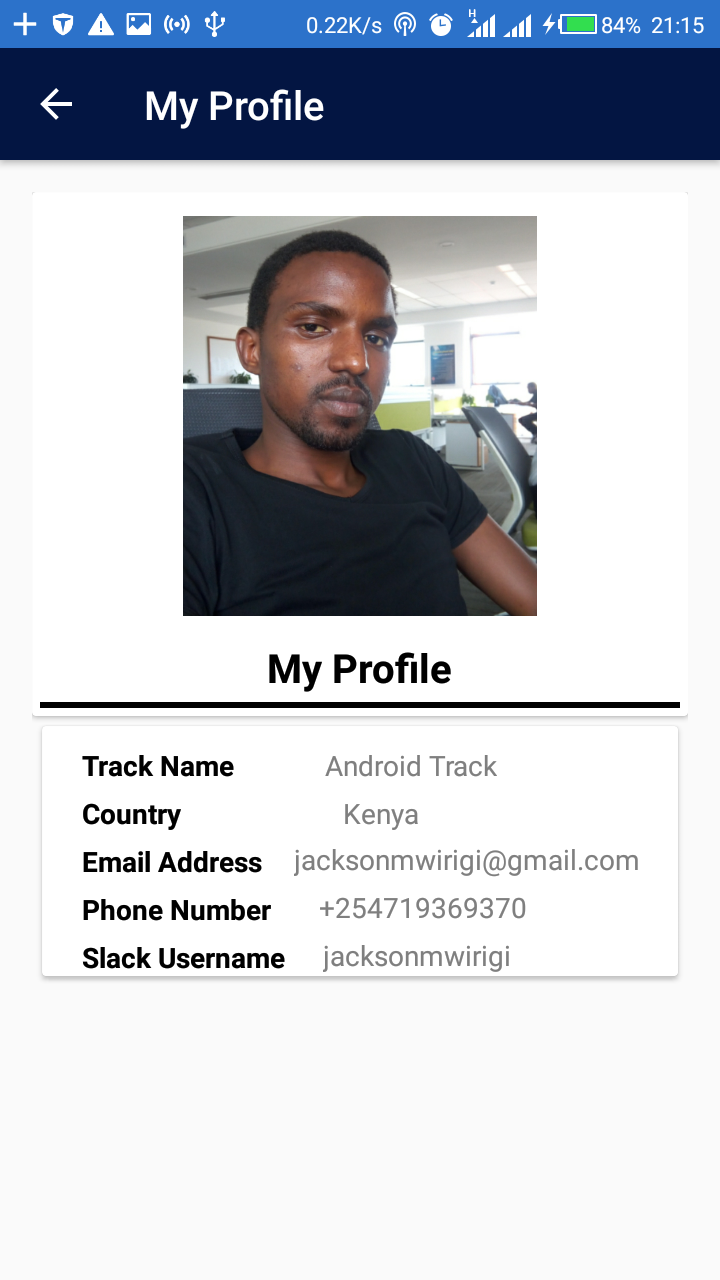 0.22K/s H 84% 21:15
My Profile
My Profile
Track Name Android Track
Country Kenya
Email Address jacksonmwirigi@gmail.com
Phone Number +254719369370
Slack Username jacksonmwirigi